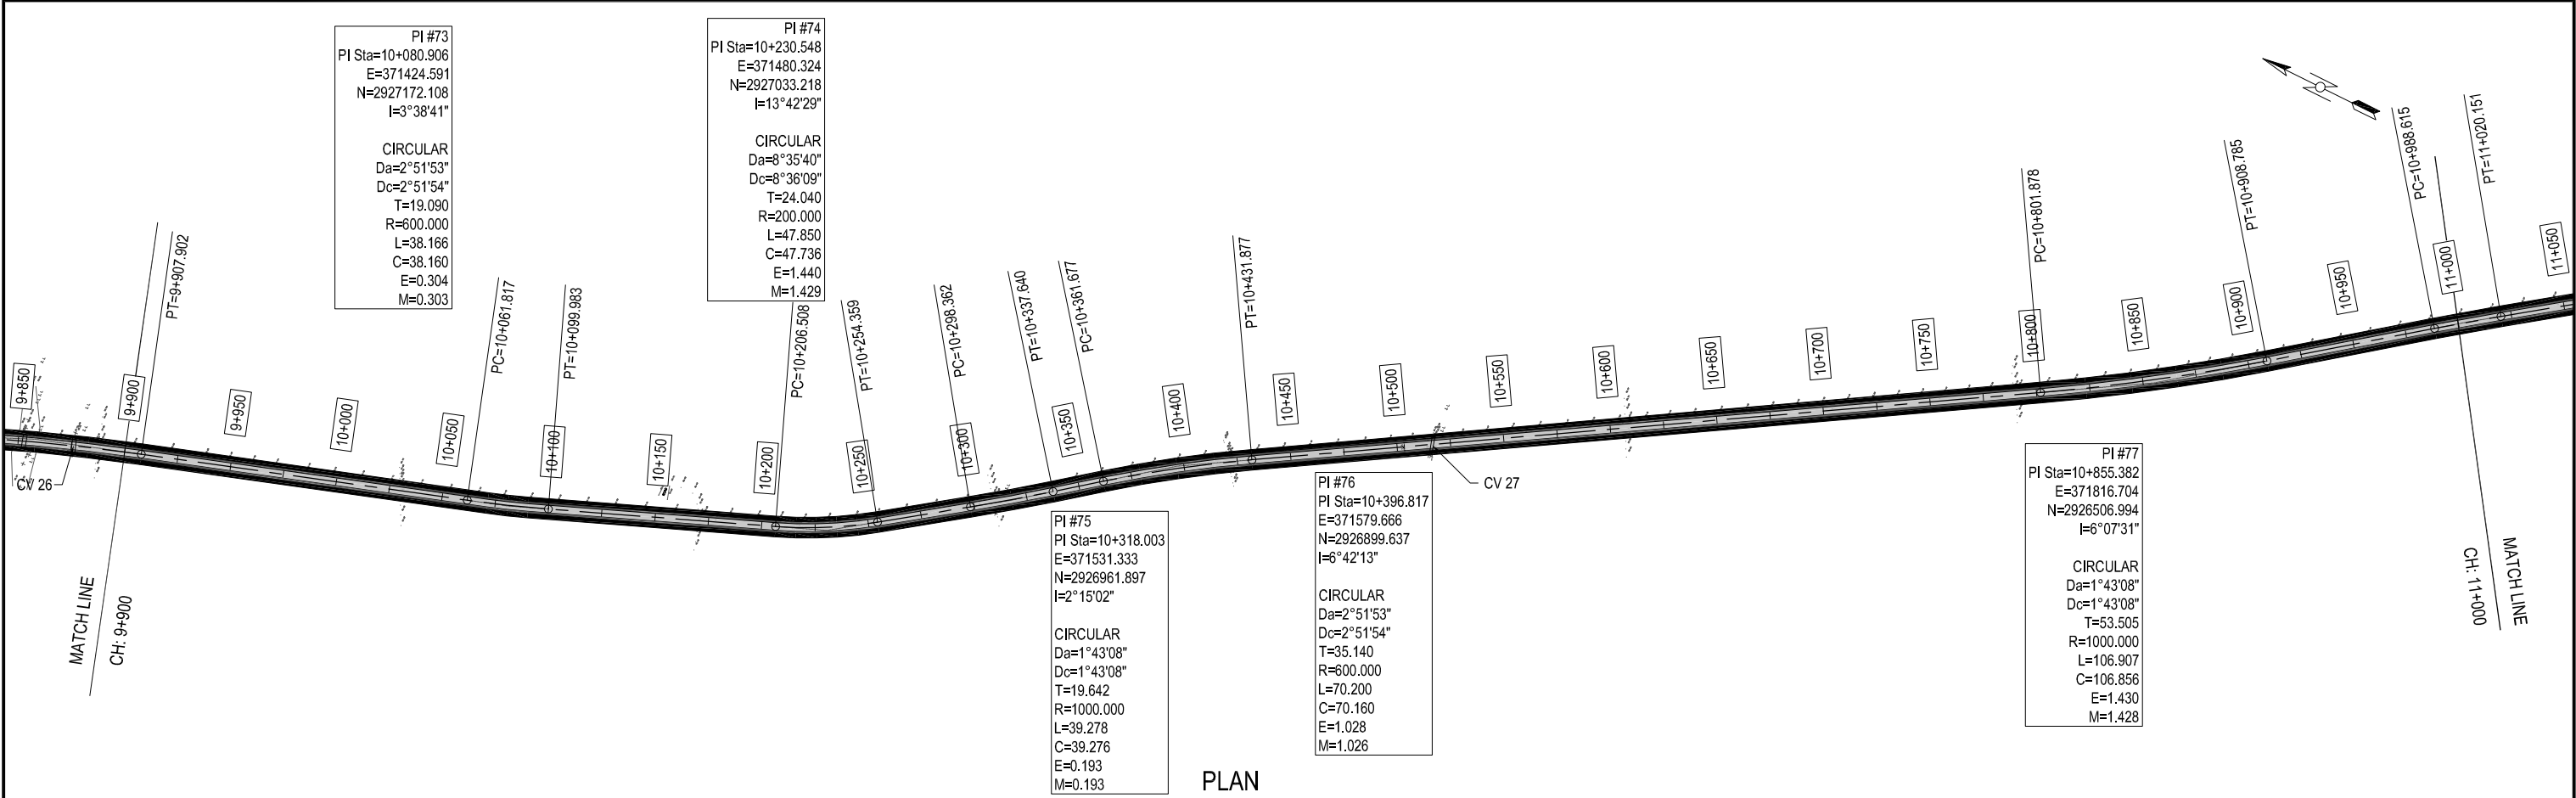 PI #73
PI Sta=10+080.906
E=371424.591
N=2927172.108
I=3°38'41"
CIRCULAR
Da=2°51'53"
Dc=2°51'54"
T=19.090
R=600.000
L=38.166
C=38.160
E=0.304
M=0.303
PI #74
PI Sta=10+230.548
E=371480.324
N=2927033.218
I=13°42'29"
CIRCULAR
Da=8°35'40"
Dc=8°36'09"
T=24.040
R=200.000
L=47.850
C=47.736
E=1.440
M=1.429
PT=9+907.902
PC=10+061.817
PT=10+099.983
PC=10+206.508
PT=10+254.359
PC=10+298.362
PT=10+337.640
PC=10+361.677
PT=10+431.877
PC=10+801.878
PT=10+908.785
PC=10+988.615
PT=11+020.151
9+850
9+900
9+950
10+000
10+050
10+100
10+150
10+200
10+250
10+300
10+350
10+400
10+450
10+500
10+550
10+600
10+650
10+700
10+750
10+800
10+850
10+900
10+950
11+000
11+050
CV 26
CV 27
MATCH LINE
CH: 9+900
PI #75
PI Sta=10+318.003
E=371531.333
N=2926961.897
I=2°15'02"
CIRCULAR
Da=1°43'08"
Dc=1°43'08"
T=19.642
R=1000.000
L=39.278
C=39.276
E=0.193
M=0.193
PI #76
PI Sta=10+396.817
E=371579.666
N=2926899.637
I=6°42'13"
CIRCULAR
Da=2°51'53"
Dc=2°51'54"
T=35.140
R=600.000
L=70.200
C=70.160
E=1.028
M=1.026
PI #77
PI Sta=10+855.382
E=371816.704
N=2926506.994
I=6°07'31"
CIRCULAR
Da=1°43'08"
Dc=1°43'08"
T=53.505
R=1000.000
L=106.907
C=106.856
E=1.430
M=1.428
MATCH LINE
CH: 11+000
PLAN